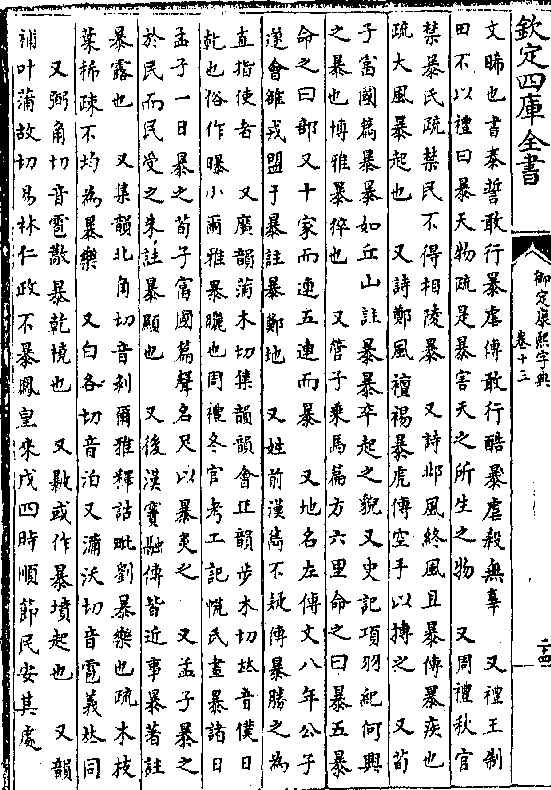 欽定四庫全書
御定康熙字典
卷十三
二十四
文晞也書泰誓敢行暴虐傳敢行酷暴虐殺無辜　又禮王制
田不以禮曰暴天物疏是暴害天之所生之物　又周禮秋官
禁暴氏疏禁民不得相陵暴　又詩邶風終風且暴傳暴疾也
疏大風暴起也　又詩鄭風襢裼暴虎傳空手以搏之　又荀
子富國篇暴暴如丘山註暴暴卒起之貌又史記項羽紀何興
之暴也博雅暴猝也　又管子乘馬篇方六里命之曰暴五暴
命之曰部又十家而連五連而暴　又地名左傳文八年公子
遂會雒戎盟于暴註暴鄭地　又姓前漢雋不疑傳暴勝之為
直指使者　又廣韻蒲木切集韻韻會正韻步木切𠀤音僕日
乾也俗作曝小爾雅暴曬也周禮冬官考工記㡛氏晝暴諸日
孟子一日暴之荀子富國篇聲名足以暴炙之　又孟子暴之
於民而民受之朱註暴顯也　又後漢竇融傳皆近事暴著註
暴露也　又集韻北角切音剝爾雅釋詁毗劉暴樂也疏木枝
葉稀疎不均為暴樂　又白各切音泊又瀰沃切音雹義𠀤同
又弼角切音雹㪔暴乾燒也　又歇或作暴墳起也　又韻
補叶蒲故切易林仁政不暴鳳皇來戍四時順節民安其處